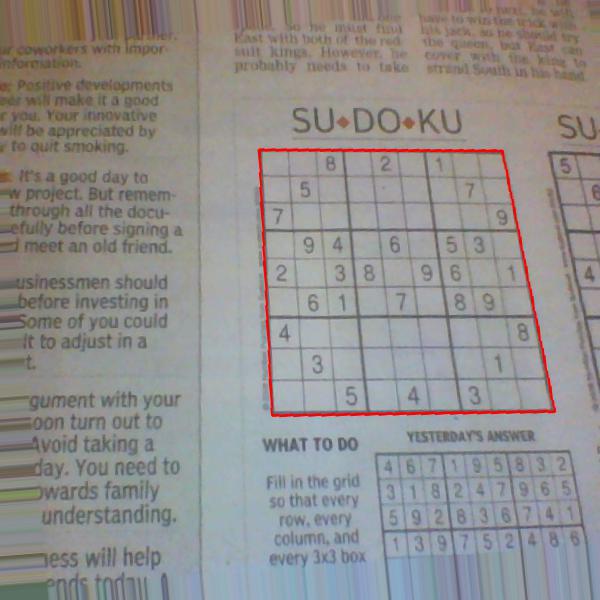 So he must find
East with both of the red
suit kings. However, he
probably needs to take
have to win the trick with
his jack, so he should try
the queen, but East can
cover with the king to
strand South in his hand
coworkers with impor-
information.
Positive developments
will make it a good
you. Your innovative
will be appreciated by
to quit smoking.
It's a good day to
project. But remem-
through all the docu-
efully before signing a
meet an old friend.
usinessmen should
before investing in
Some of you could
it to adjust in a
t.
gument with your
oon turn out to
Avoid taking a
day. You need to
owards family
understanding.
ness will help
ends today.
SU DO KU
8 2 1
5 7
7 9
9 4 6 5 3
2 3 8 9 6 1
6 1 7 8 9
4 8
3 1
5 4 3
SU
5
6
4
WHAT TO DO
Fill in the grid
so that every
row, every
column, and
every 3x3 box
YESTERDAY'S ANSWER
4 6 7 1 9 5 8 3 2
3 1 8 2 4 7 9 6 5
5 9 2 8 3 6 7 4 1
1 3 9 7 5 2 4 8 6